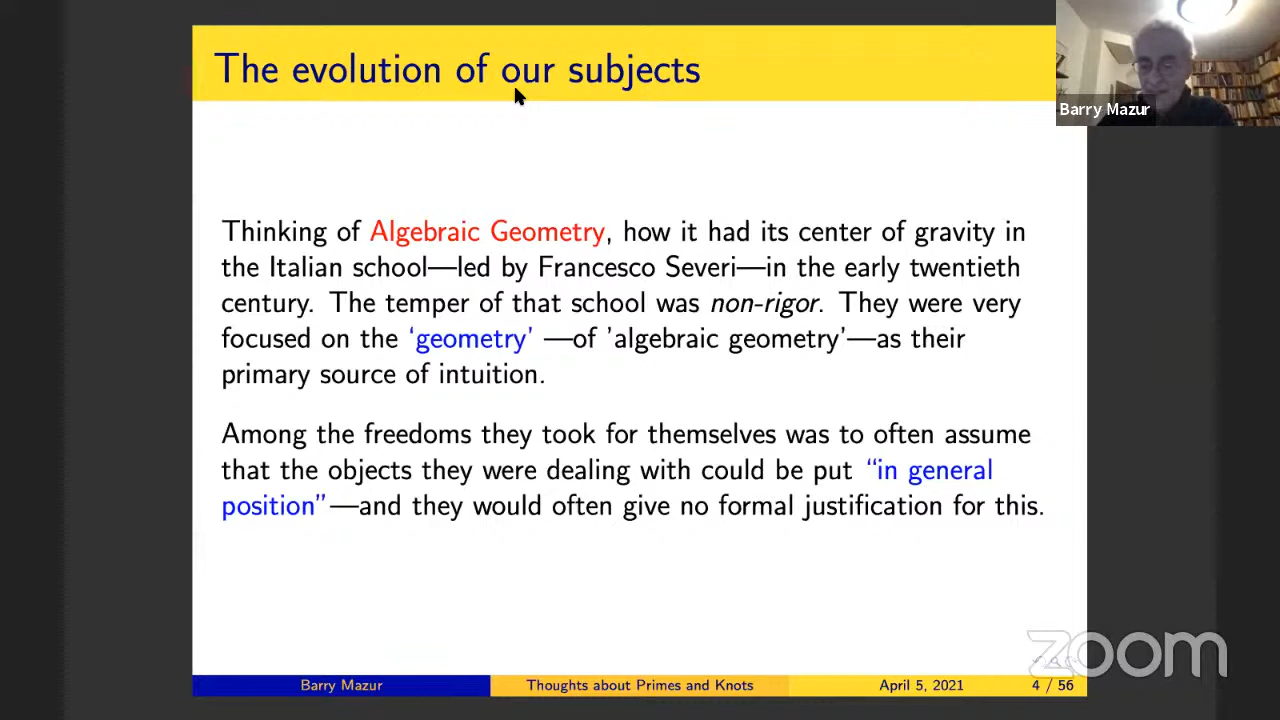 The evolution of our subjects
Barry Mazur
Thinking of Algebraic Geometry, how it had its center of gravity in
the Italian school—led by Francesco Severi—in the early twentieth
century. The temper of that school was non-rigor. They were very
focused on the ‘geometry’ —of ’algebraic geometry’—as their
primary source of intuition.
Among the freedoms they took for themselves was to often assume
that the objects they were dealing with could be put “in general
position”—and they would often give no formal justification for this.
zoom
Barry Mazur Thoughts about Primes and Knots April 5, 2021 4 / 56